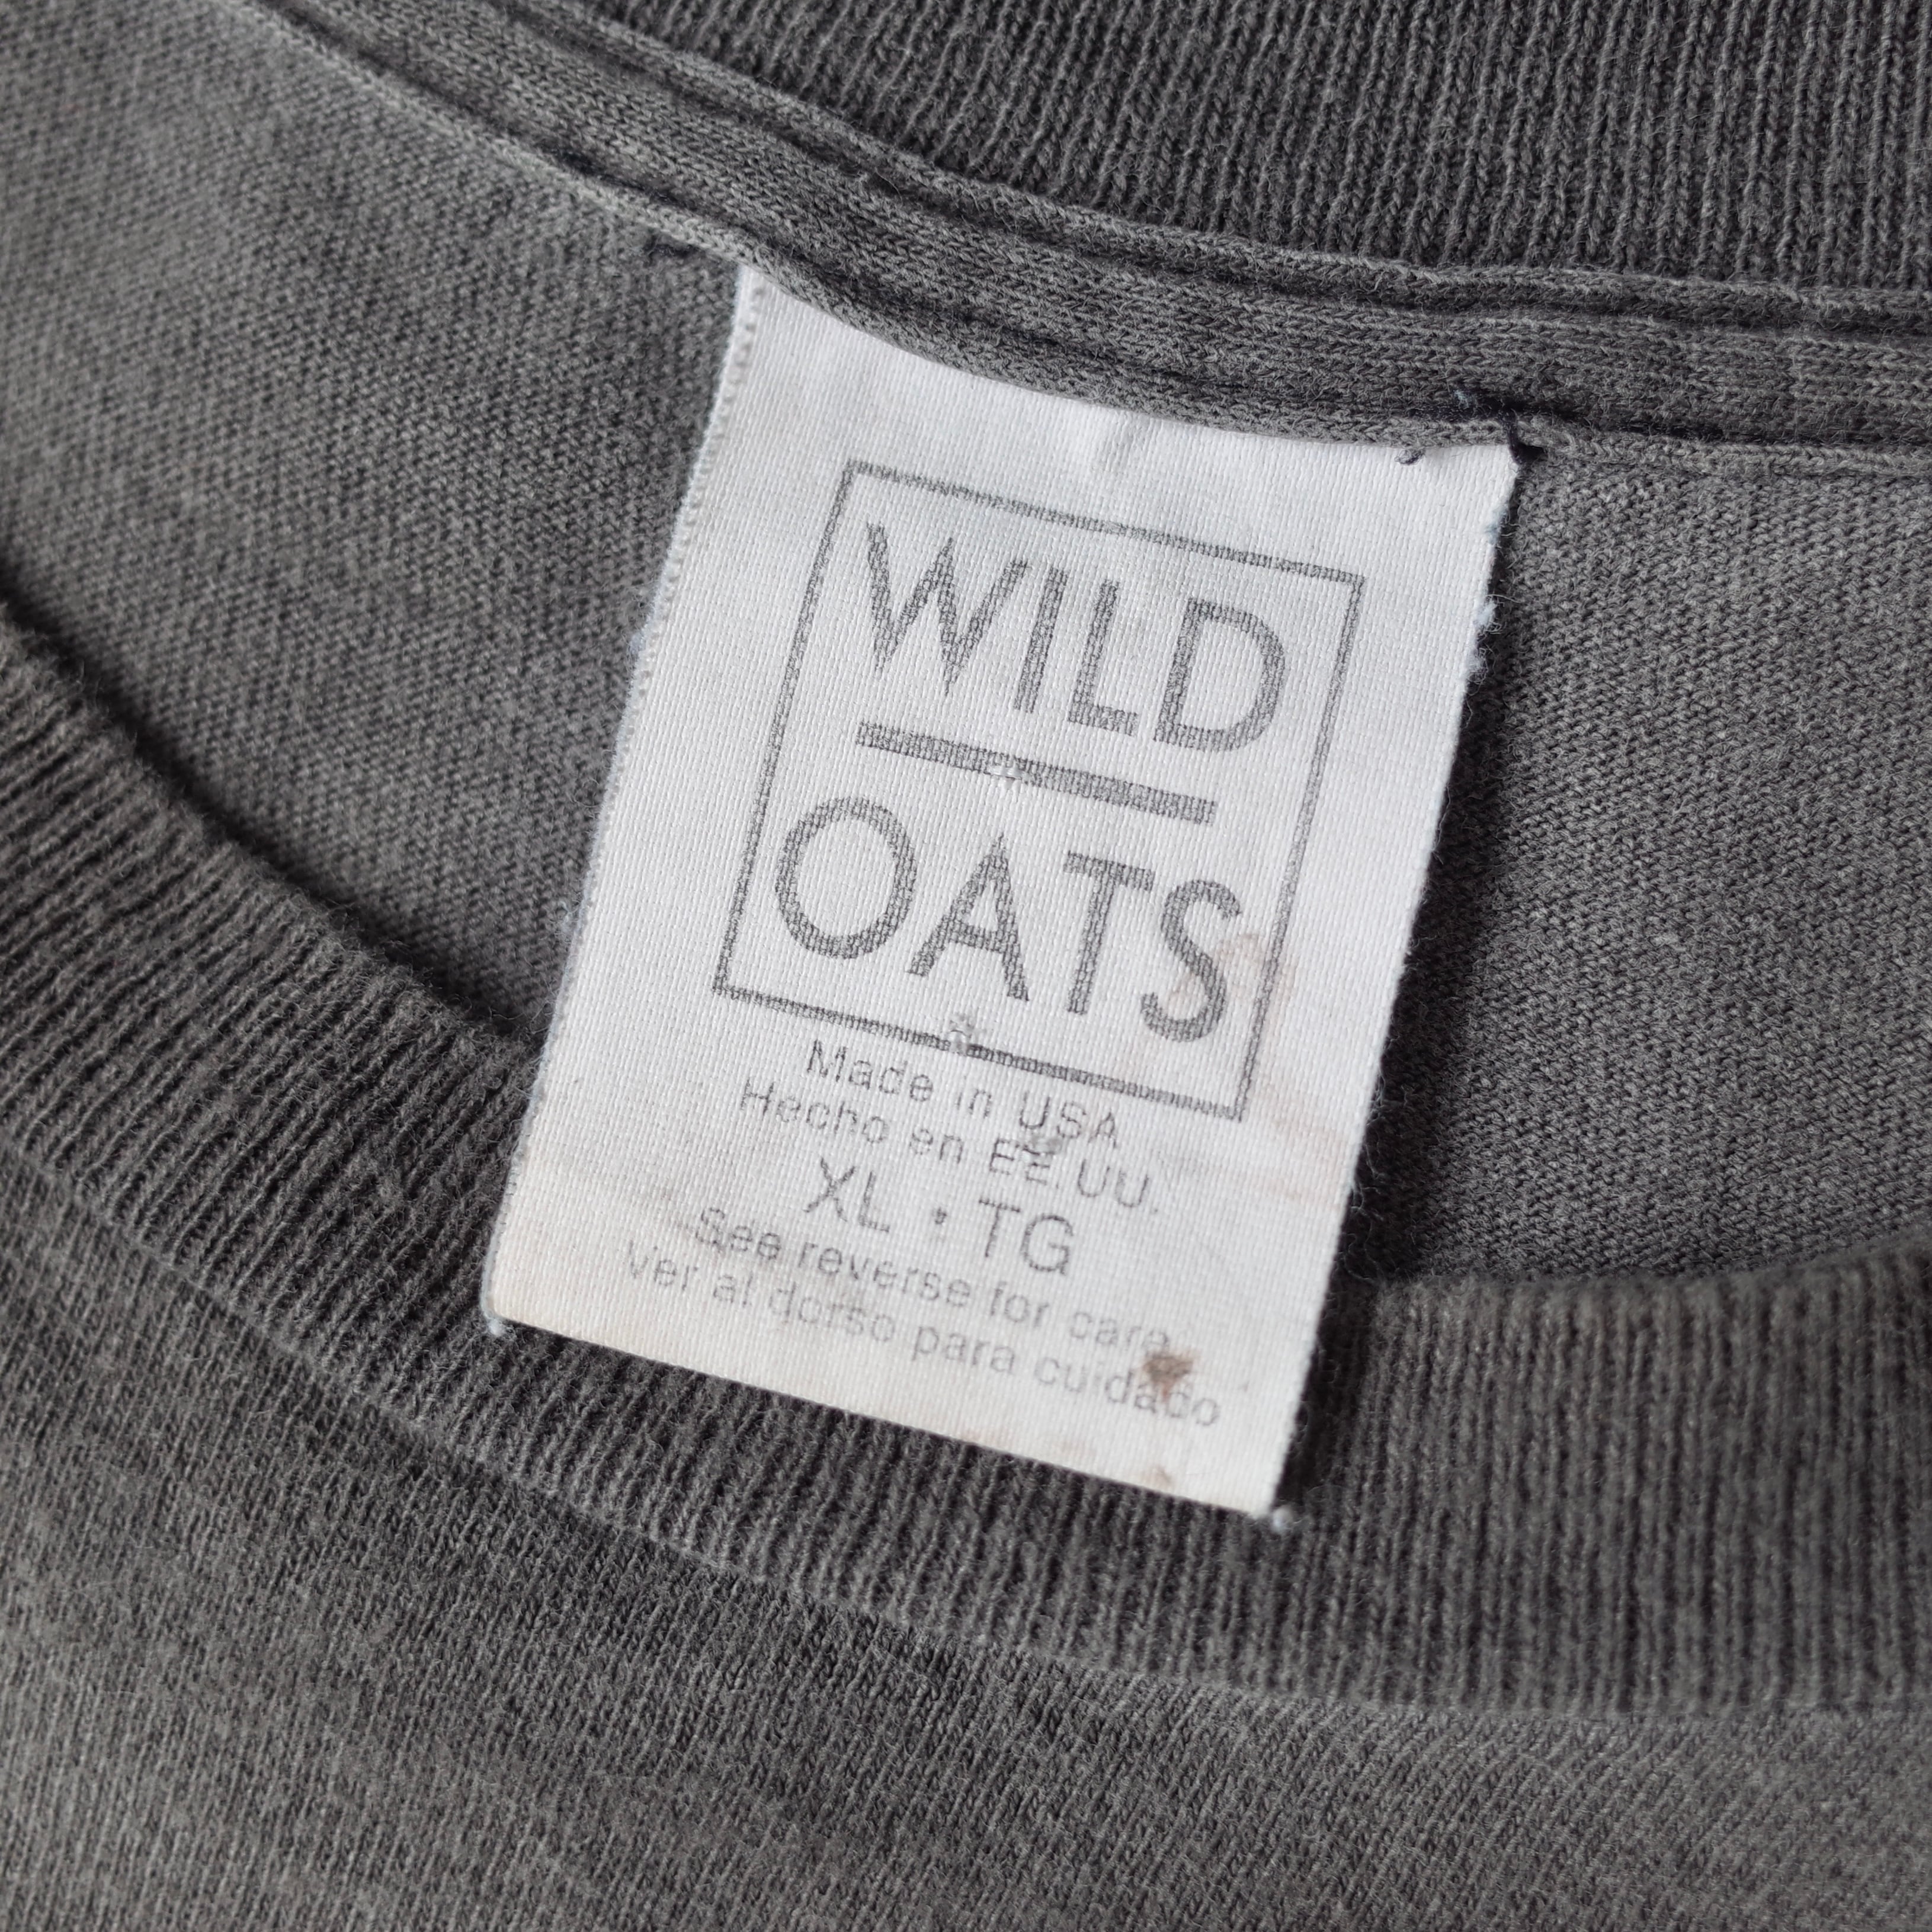 WILD
OATS
Made in USA
Hecho en EE.UU.
XL • TG
See reverse for care
Ver al dorso para cuidado